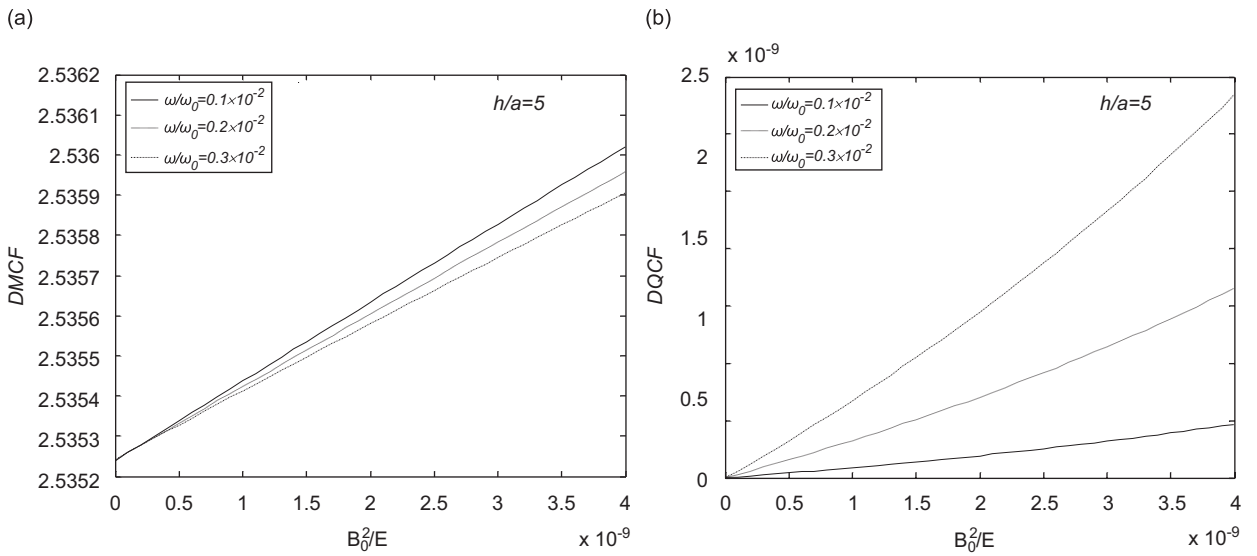 (a)
2.5362
2.5361
2.536
2.5359
2.5358
2.5357
2.5356
2.5355
2.5354
2.5353
2.5352
DMCF
ω/ω₀=0.1×10⁻²
ω/ω₀=0.2×10⁻²
ω/ω₀=0.3×10⁻²
h/a=5
0 0.5 1 1.5 2 2.5 3 3.5 4
B₀²/E
x 10⁻⁹
(b)
x 10⁻⁹
2.5
2
1.5
1
0.5
0
DQCF
ω/ω₀=0.1×10⁻²
ω/ω₀=0.2×10⁻²
ω/ω₀=0.3×10⁻²
h/a=5
0 0.5 1 1.5 2 2.5 3 3.5 4
B₀²/E
x 10⁻⁹